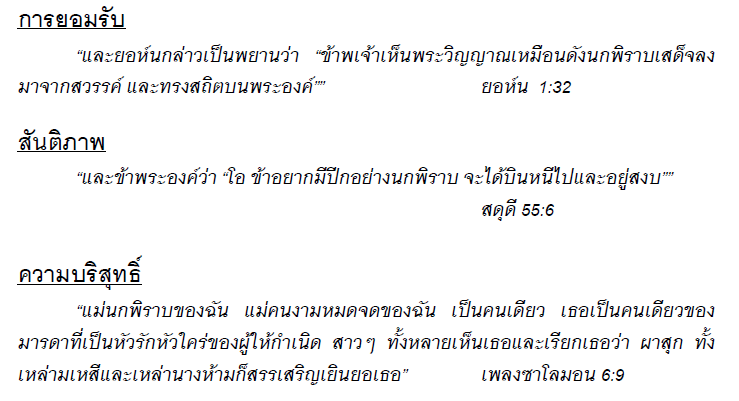 การยอมรับ
“และยอห์นกล่าวเป็นพยานว่า “ข้าพเจ้าเห็นพระวิญญาณเหมือนดังนกพิราบเสด็จลง
มาจากสวรรค์ และทรงสถิตบนพระองค์”” ยอห์น 1:32
สันติภาพ
“และข้าพระองค์ว่า “โอ ข้าอยากมีปีกอย่างนกพิราบ จะได้บินหนีไปและอยู่สงบ””
สดุดี 55:6
ความบริสุทธิ์
“แม่นกพิราบของฉัน แม่คนงามหมดจดของฉัน เป็นคนเดียว เธอเป็นคนเดียวของ
มารดาที่เป็นหัวรักหัวใคร่ของผู้ให้กำเนิด สาวๆ ทั้งหลายเห็นเธอและเรียกเธอว่า ผาสุก ทั้ง
เหล่ามเหสีและเหล่านางห้ามก็สรรเสริญเยินยอเธอ” เพลงซาโลมอน 6:9